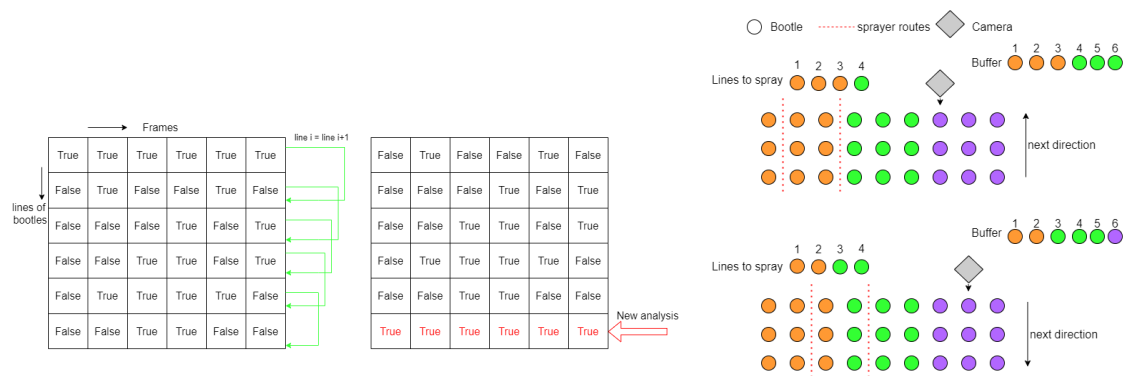 Frames
line i = line i+1
lines of
bootles
True True True True True True
False True False False True False
False False False True False True
False False True True False True
False True True True True False
False False True True False False
False True False False True False
False False False True False True
False False True True False True
False True True True True False
False False True True False False
True True True True True True
New analysis
Bootle sprayer routes Camera
1 2 3 4 5 6
Buffer
1 2 3 4
Lines to spray
next direction
1 2 3 4 5 6
Buffer
1 2 3 4
Lines to spray
next direction